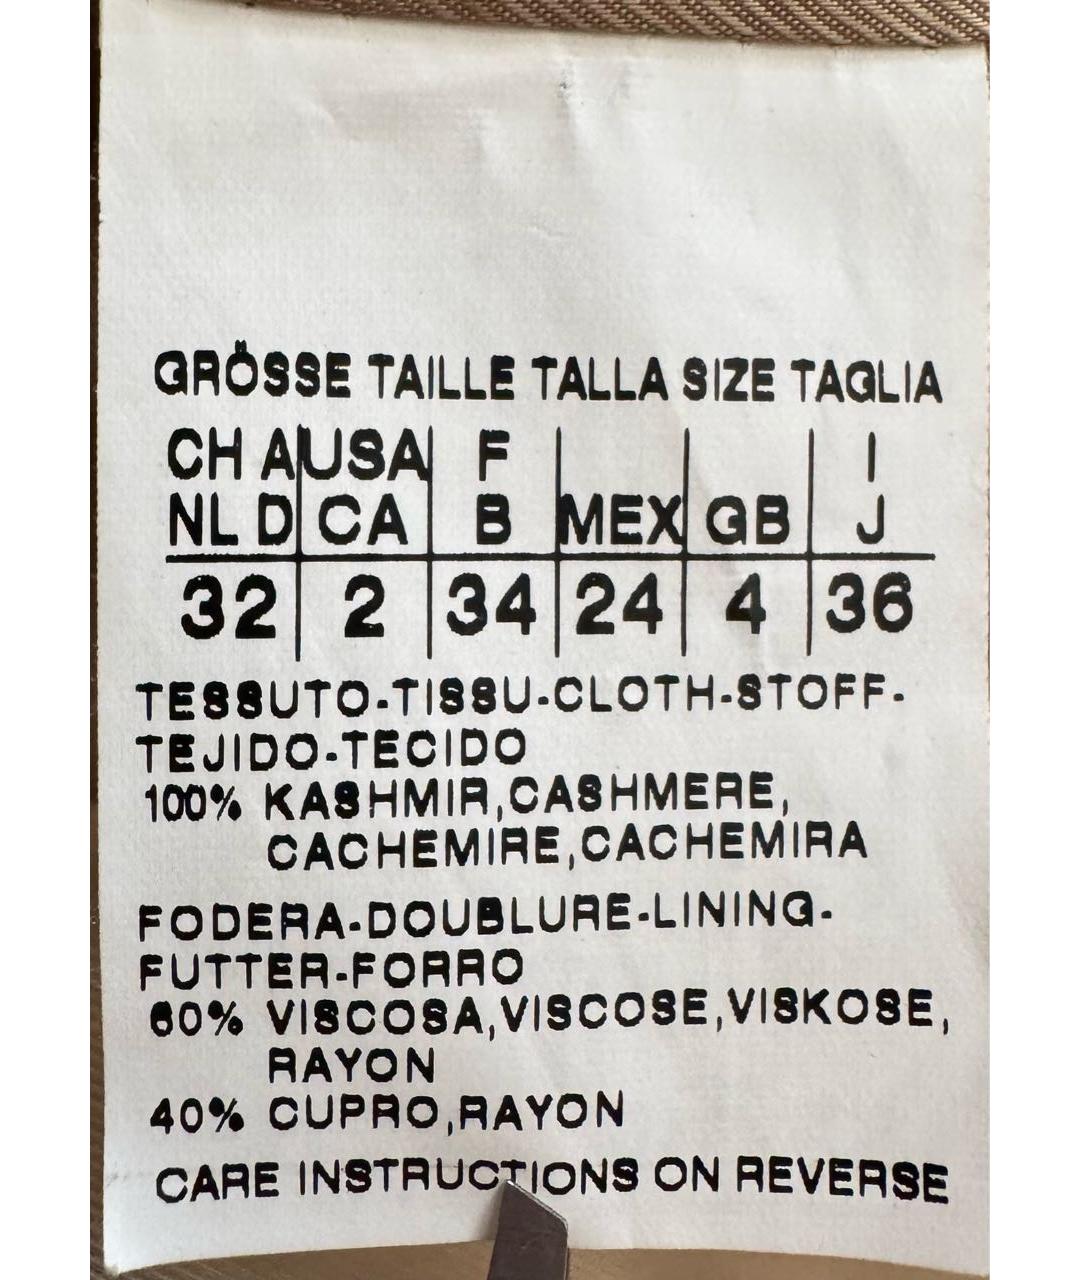 GRÖSSE TAILLE TALLA SIZE TAGLIA
CH A USA F I
NL D CA B MEX GB J
32 2 34 24 4 36
TESSUTO-TISSU-CLOTH-STOFF-
TEJIDO-TECIDO
100% KASHMIR,CASHMERE,
CACHEMIRE,CACHEMIRA
FODERA-DOUBLURE-LINING-
FUTTER-FORRO
60% VISCOSA,VISCOSE,VISKOSE,
RAYON
40% CUPRO,RAYON
CARE INSTRUCTIONS ON REVERSE